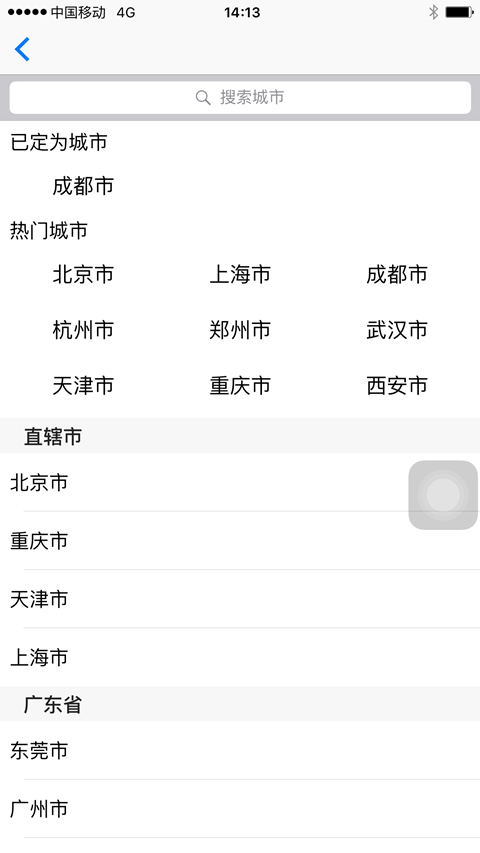 中国移动 4G 14:13
搜索城市
已定为城市
成都市
热门城市
北京市 上海市 成都市
杭州市 郑州市 武汉市
天津市 重庆市 西安市
直辖市
北京市
重庆市
天津市
上海市
广东省
东莞市
广州市